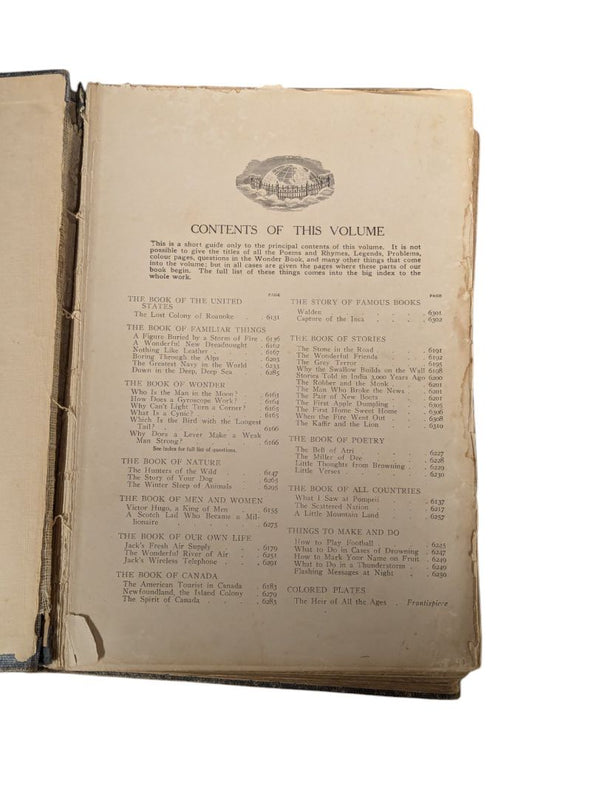 CONTENTS OF THIS VOLUME
This is a short guide only to the principal contents of this volume. It is not
possible to give the titles of all the Poems and Rhymes, Legends, Problems,
colour pages, questions in the Wonder Book, and many other things that come
into the volume; but in all cases are given the pages where these parts of our
book begin. The full list of these things comes into the big index to the
whole work.
PAGE
THE BOOK OF THE UNITED
STATES
The Lost Colony of Roanoke . 6131
THE BOOK OF FAMILIAR THINGS
A Figure Buried by a Storm of Fire . 6136
A Wonderful New Dreadnought . 6162
Nothing Like Leather . . 6167
Boring Through the Alps . . 6203
The Greatest Navy in the World . 6233
Down in the Deep, Deep Sea . 6285
THE BOOK OF WONDER
Who Is the Man in the Moon? . 6163
How Does a Gyroscope Work? . 6164
Why Can't Light Turn a Corner? . 6163
What Is a Cynic? . . 6165
Which Is the Bird with the Longest
Tail? . . . 6166
Why Does a Lever Make a Weak
Man Strong? . . . 6166
See index for full list of questions.
THE BOOK OF NATURE
The Hunters of the Wild . . 6147
The Story of Your Dog . . 6263
The Winter Sleep of Animals . 6295
THE BOOK OF MEN AND WOMEN
Victor Hugo, a King of Men . 6155
A Scotch Lad Who Became a Mil-
lionaire . . . 6275
THE BOOK OF OUR OWN LIFE
Jack's Fresh Air Supply . . 6179
The Wonderful River of Air . . 6251
Jack's Wireless Telephone . . 6291
THE BOOK OF CANADA
The American Tourist in Canada . 6183
Newfoundland, the Island Colony . 6279
The Spirit of Canada . . 6283
PAGE
THE STORY OF FAMOUS BOOKS
Walden . . . 6301
Capture of the Inca . . . 6302
THE BOOK OF STORIES
The Stone in the Road . . 6191
The Wonderful Friends . . 6192
The Grey Terror . . . 6195
Why the Swallow Builds on the Wall 6198
Stories Told in India 3,000 Years ago 6201
The Robber and the Monk . . 6201
The Man Who Broke the News . 6201
The Pair of New Boots . . 6201
The First Apple Dumpling . . 6305
The First Home Sweet Home . 6306
When the Fire Went Out . . 6308
The Kaffir and the Lion . . 6310
THE BOOK OF POETRY
The Bell of Atri . . . 6227
The Miller of Dee . . . 6228
Little Thoughts from Browning . 6229
Little Verses . . . 6230
THE BOOK OF ALL COUNTRIES
What I Saw at Pompeii . . 6137
The Scattered Nation . . 6217
A Little Mountain Land . . 6257
THINGS TO MAKE AND DO
How to Play Football . . 6225
What to Do in Cases of Drowning . 6247
How to Mark Your Name on Fruit . 6249
What to Do in a Thunderstorm . 6249
Flashing Messages at Night . . 6250
COLORED PLATES
The Heir of All the Ages . Frontispiece